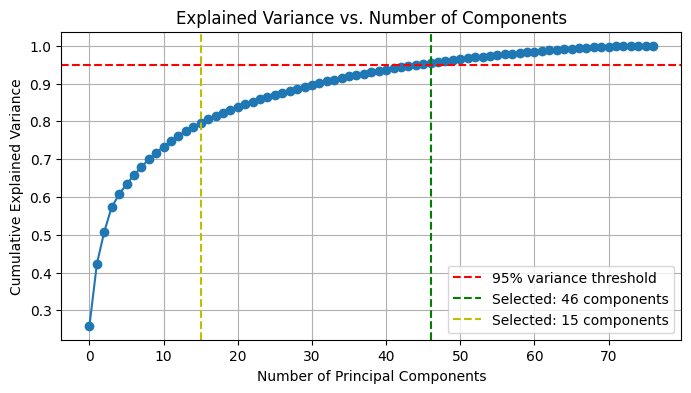 Explained Variance vs. Number of Components
Cumulative Explained Variance
1.0
0.9
0.8
0.7
0.6
0.5
0.4
0.3
95% variance threshold
Selected: 46 components
Selected: 15 components
0 10 20 30 40 50 60 70
Number of Principal Components